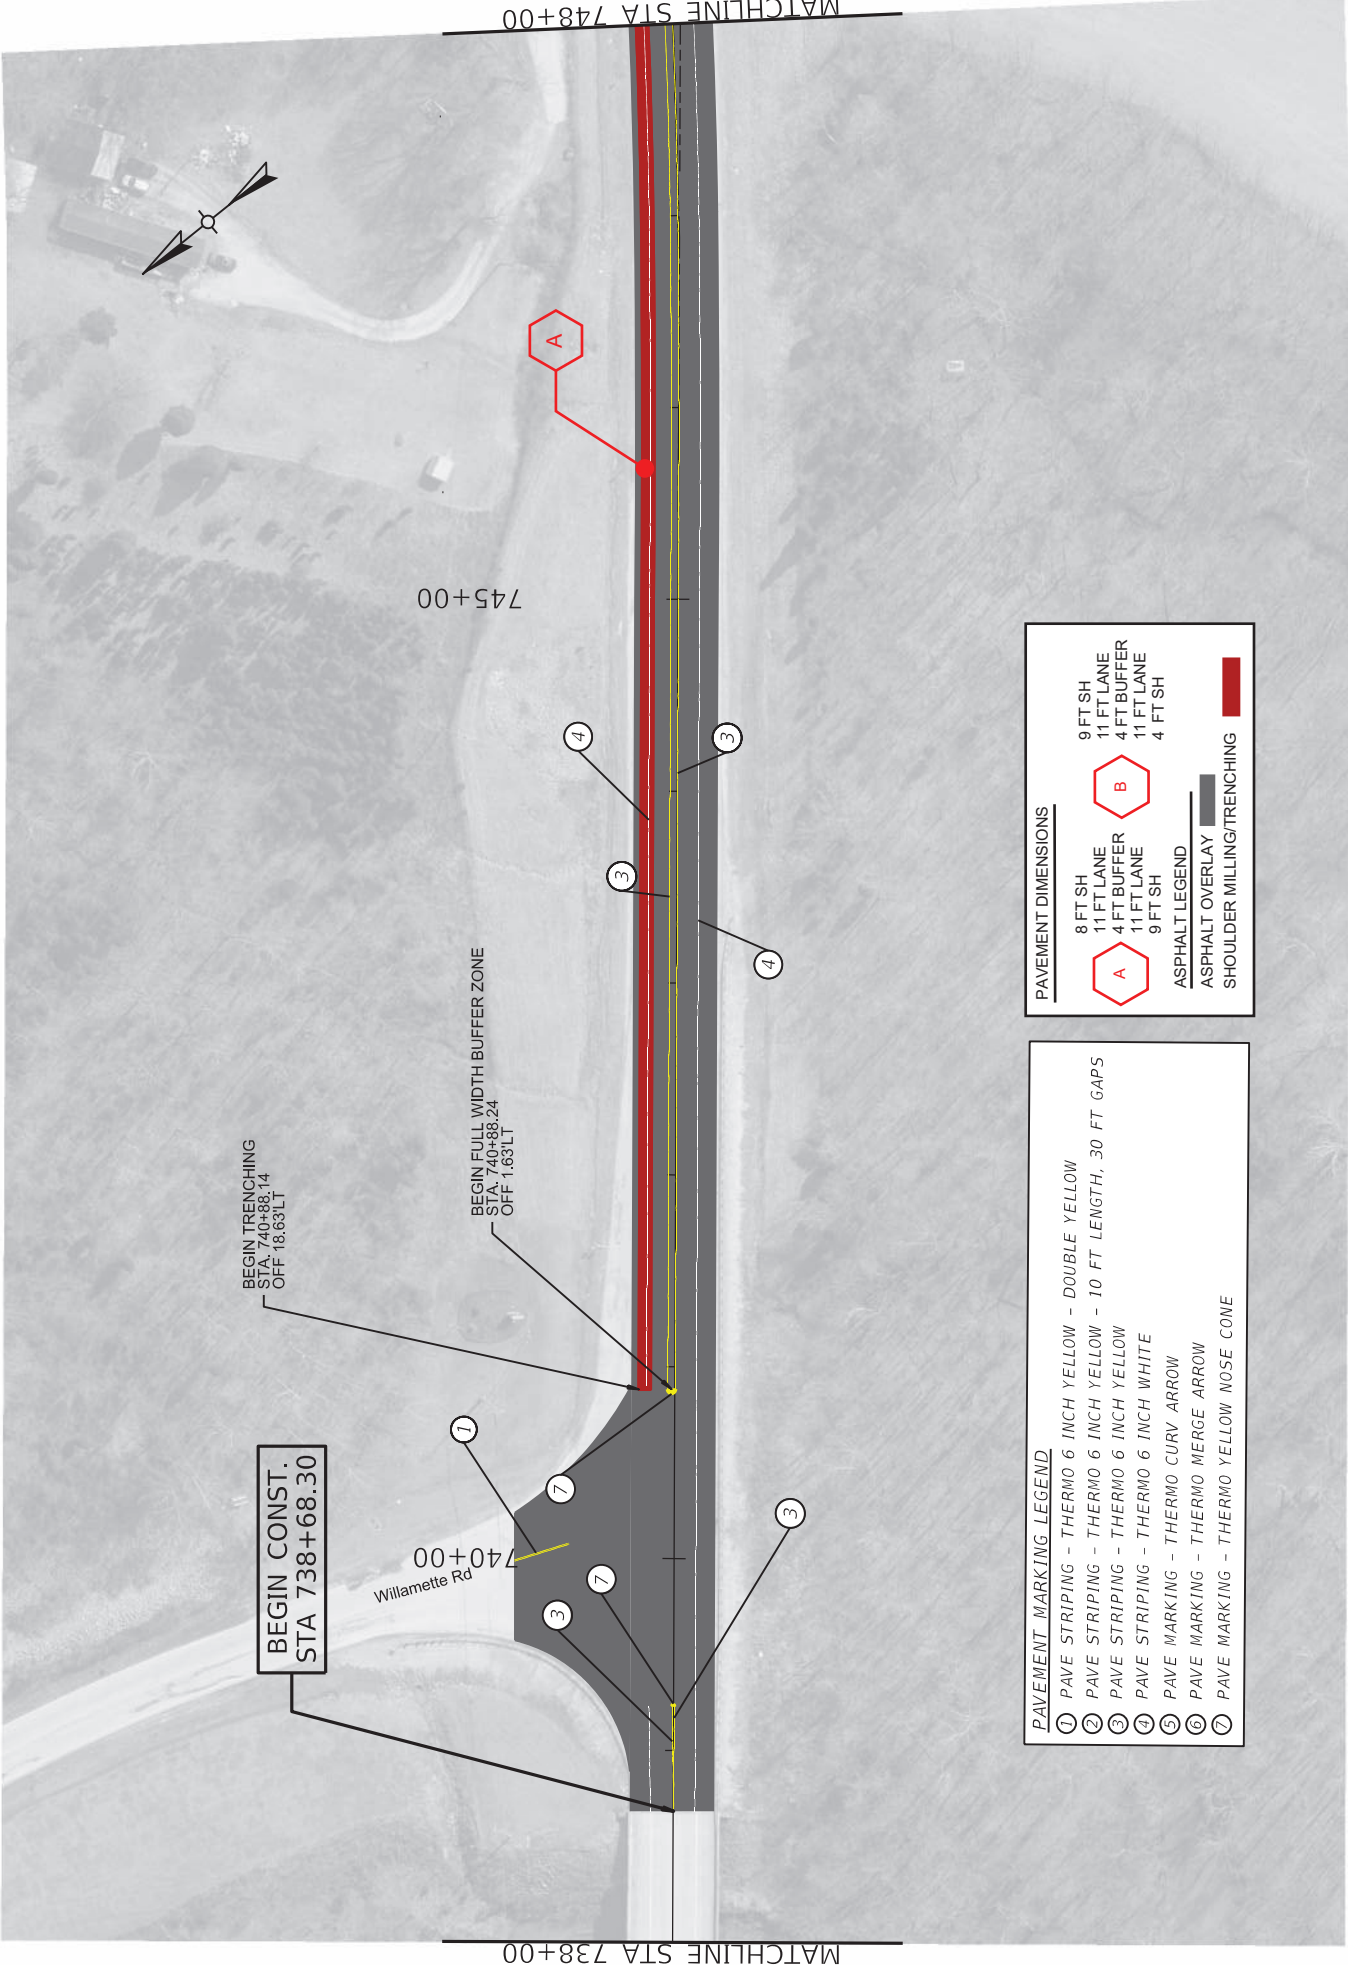 MATCHLINE STA 748+00
A
745+00
4
3
3
4
BEGIN FULL WIDTH BUFFER ZONE
STA. 740+88.24
OFF 1.63'LT
BEGIN TRENCHING
STA. 740+88.14
OFF 18.63'LT
1
7
740+00
Willamette Rd
7
3
3
BEGIN CONST.
STA 738+68.30
MATCHLINE STA 738+00
PAVEMENT DIMENSIONS
A
8 FT SH
11 FT LANE
4 FT BUFFER
11 FT LANE
9 FT SH
B
9 FT SH
11 FT LANE
4 FT BUFFER
11 FT LANE
4 FT SH
ASPHALT LEGEND
ASPHALT OVERLAY
SHOULDER MILLING/TRENCHING
PAVEMENT MARKING LEGEND
1 PAVE STRIPING - THERMO 6 INCH YELLOW - DOUBLE YELLOW
2 PAVE STRIPING - THERMO 6 INCH YELLOW - 10 FT LENGTH, 30 FT GAPS
3 PAVE STRIPING - THERMO 6 INCH YELLOW
4 PAVE STRIPING - THERMO 6 INCH WHITE
5 PAVE MARKING - THERMO CURV ARROW
6 PAVE MARKING - THERMO MERGE ARROW
7 PAVE MARKING - THERMO YELLOW NOSE CONE